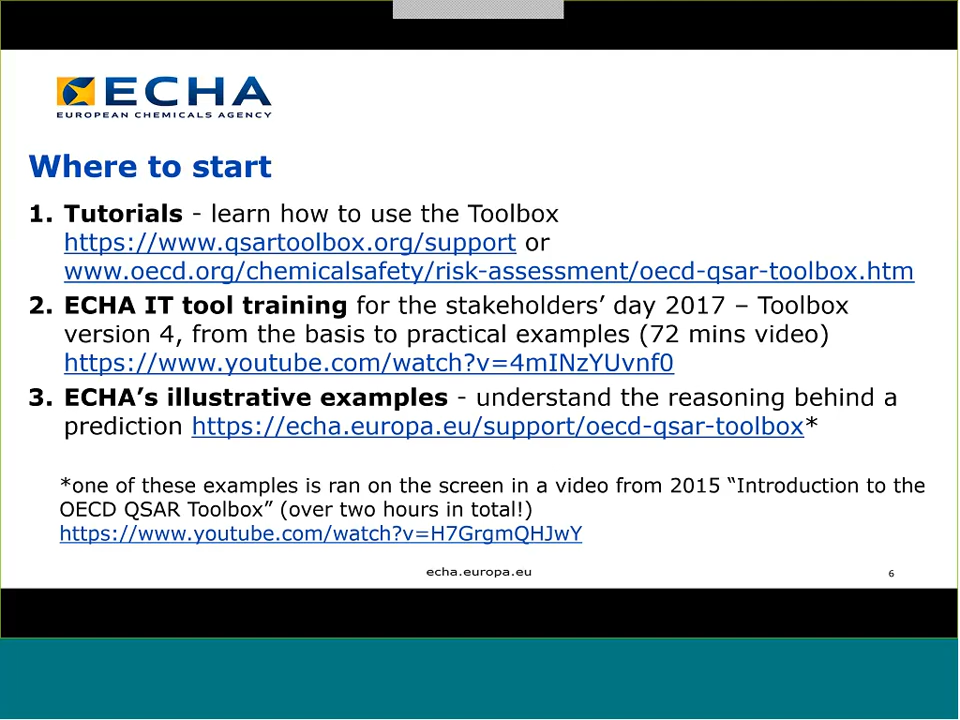 ECHA
EUROPEAN CHEMICALS AGENCY
Where to start
1. Tutorials - learn how to use the Toolbox
https://www.qsartoolbox.org/support or
www.oecd.org/chemicalsafety/risk-assessment/oecd-qsar-toolbox.htm
2. ECHA IT tool training for the stakeholders’ day 2017 – Toolbox
version 4, from the basis to practical examples (72 mins video)
https://www.youtube.com/watch?v=4mINzYUvnf0
3. ECHA’s illustrative examples - understand the reasoning behind a
prediction https://echa.europa.eu/support/oecd-qsar-toolbox*
*one of these examples is ran on the screen in a video from 2015 “Introduction to the
OECD QSAR Toolbox” (over two hours in total!)
https://www.youtube.com/watch?v=H7GrgmQHJwY
echa.europa.eu
6